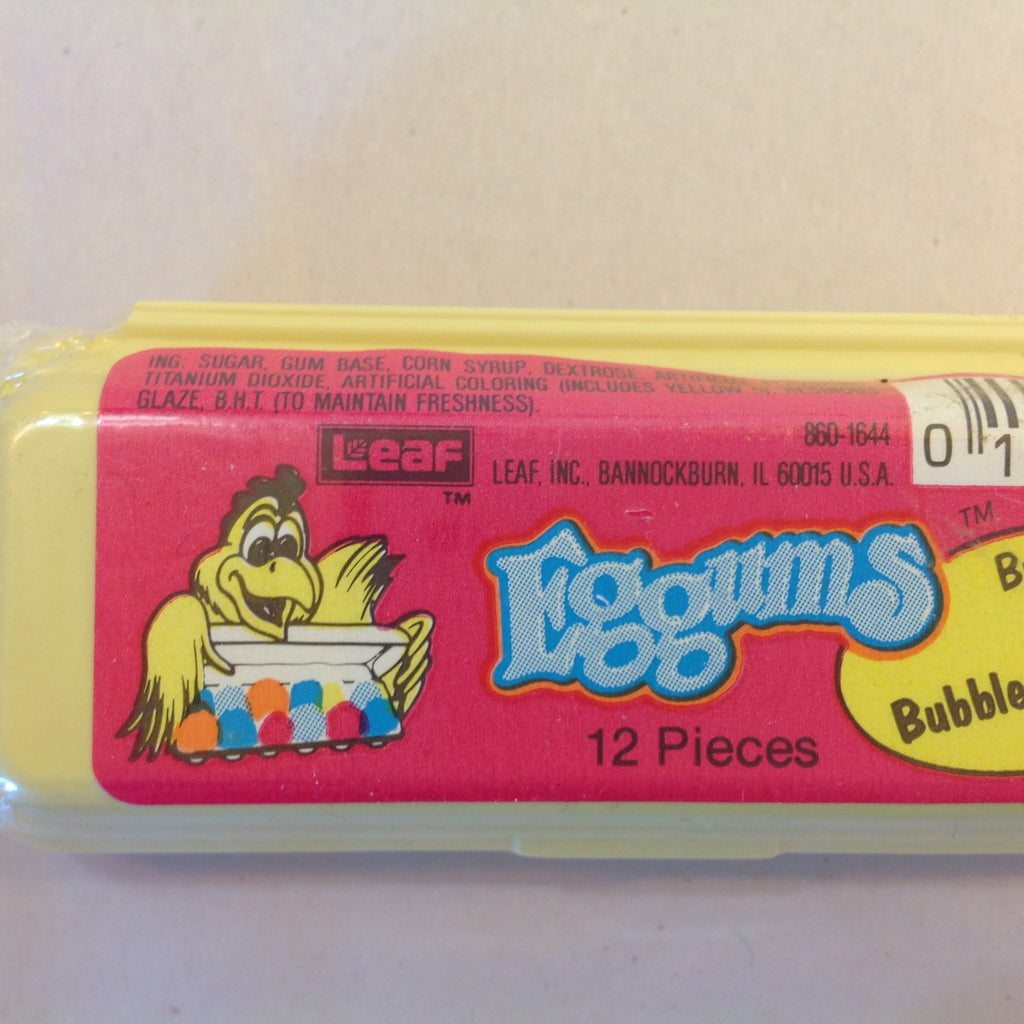 ING: SUGAR, GUM BASE, CORN SYRUP, DEXTROSE,
TITANIUM DIOXIDE, ARTIFICIAL COLORING (INCLUDES YELLOW
GLAZE, B.H.T. (TO MAINTAIN FRESHNESS).
Leaf
TM
860-1644
LEAF, INC., BANNOCKBURN, IL 60015 U.S.A.
0 1
TM
Eggums
Bubble
12 Pieces